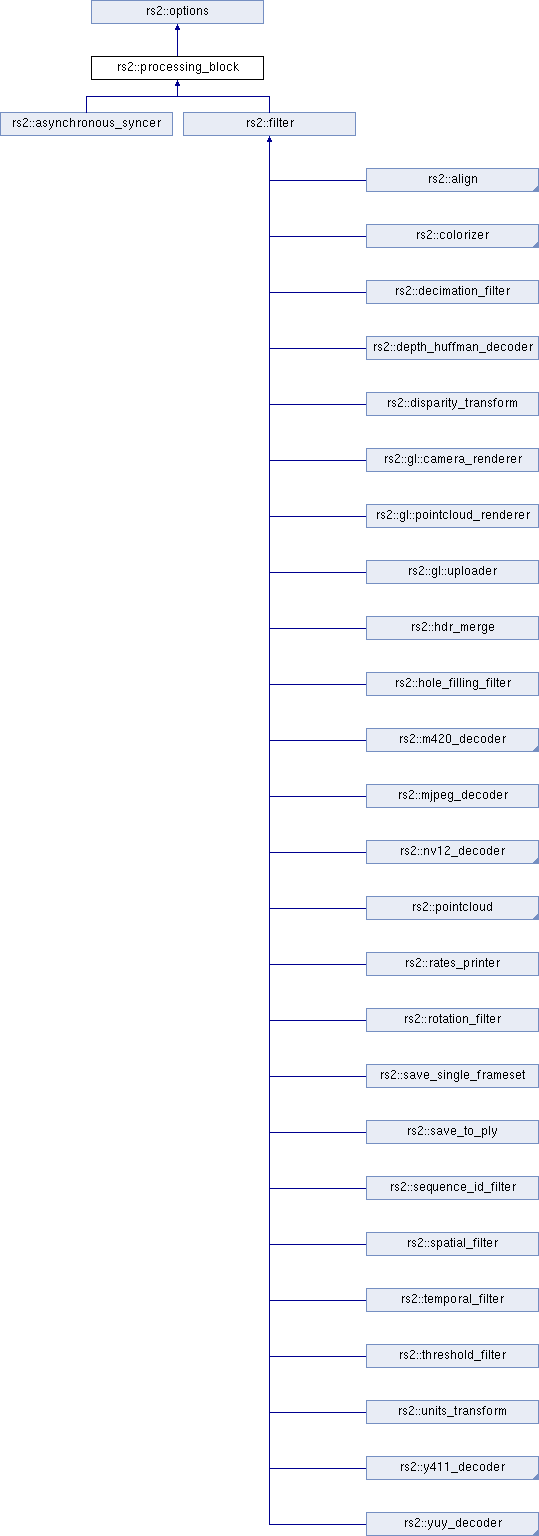 rs2::options
rs2::processing_block
rs2::asynchronous_syncer
rs2::filter
rs2::align
rs2::colorizer
rs2::decimation_filter
rs2::depth_huffman_decoder
rs2::disparity_transform
rs2::gl::camera_renderer
rs2::gl::pointcloud_renderer
rs2::gl::uploader
rs2::hdr_merge
rs2::hole_filling_filter
rs2::m420_decoder
rs2::mjpeg_decoder
rs2::nv12_decoder
rs2::pointcloud
rs2::rates_printer
rs2::rotation_filter
rs2::save_single_frameset
rs2::save_to_ply
rs2::sequence_id_filter
rs2::spatial_filter
rs2::temporal_filter
rs2::threshold_filter
rs2::units_transform
rs2::y411_decoder
rs2::yuy_decoder